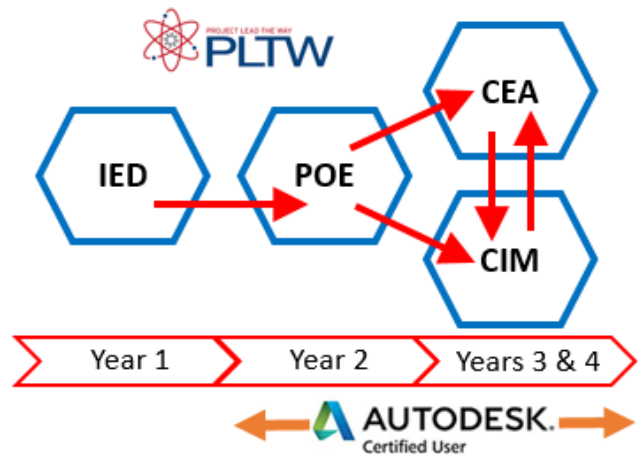 PROJECT LEAD THE WAY
PLTW
CEA
IED
POE
CIM
Year 1
Year 2
Years 3 & 4
AUTODESK.
Certified User